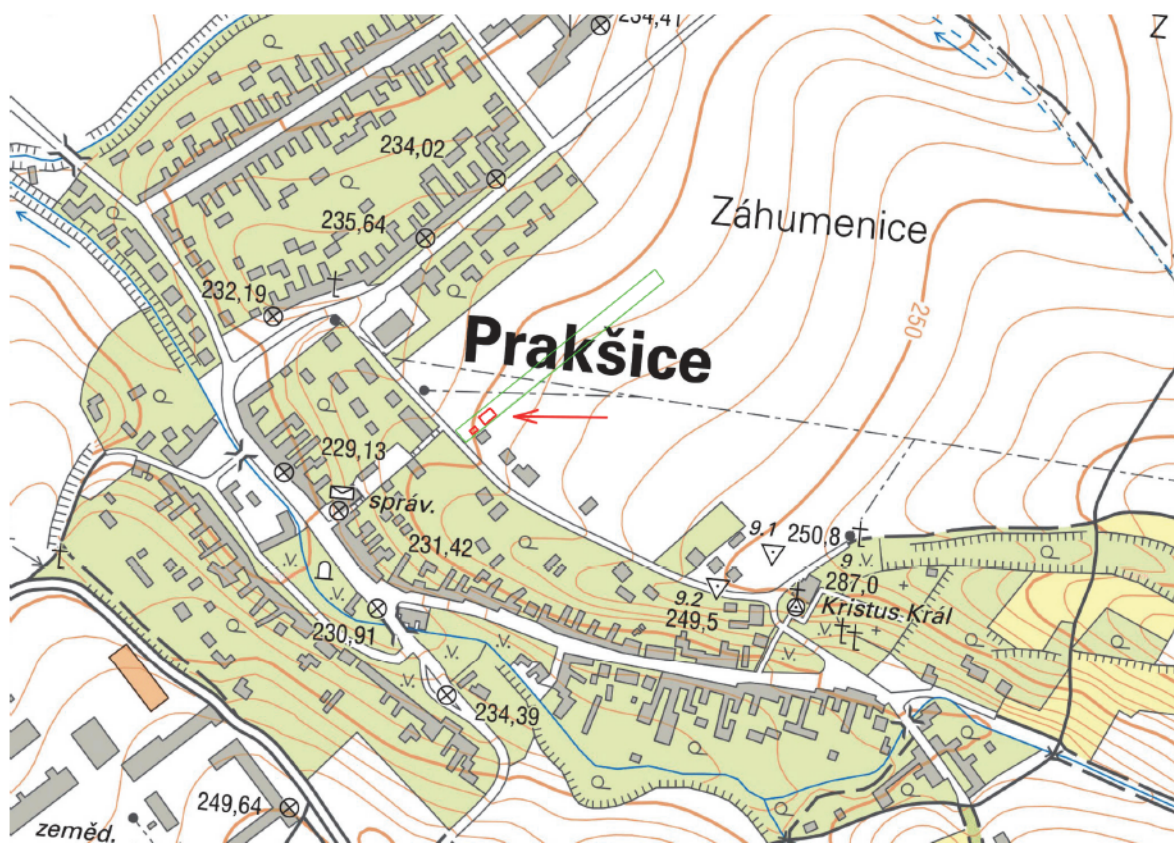 234,41
Z
234,02
235,64
Záhumenice
232,19
Prakšice
250
229,13
správ.
231,42
9.1 250,8
9
287,0
9.2
249,5
Kristus Král
230,91
234,39
249,64
zeměd.